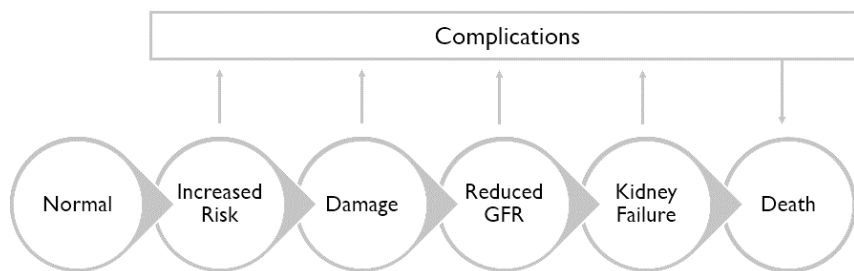 Complications
Normal
Increased
Risk
Damage
Reduced
GFR
Kidney
Failure
Death